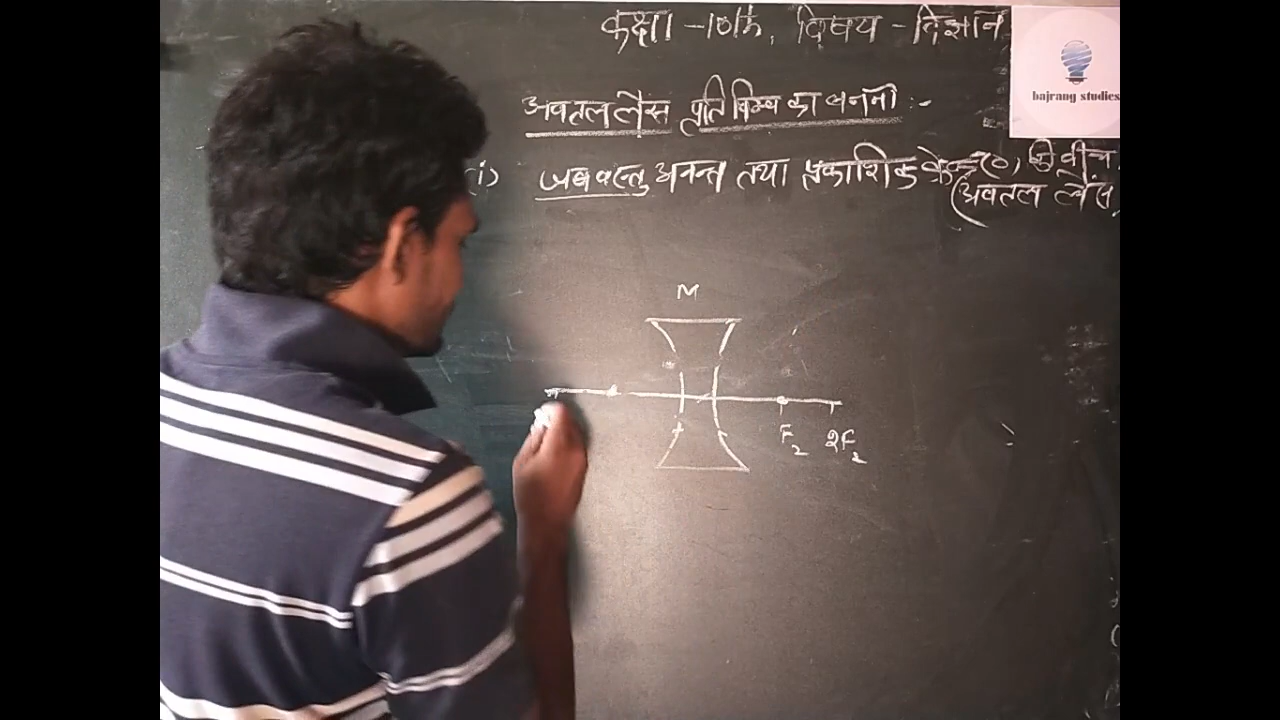 कक्षा - 10th, विषय - विज्ञान
bajrang studies
अवतल लेंस प्रतिबिम्ब का बनना :-
(i) जब वस्तु अनन्त तथा प्रकाशिक केन्द्र (O) के बीच
(अवतल लेंस
M
F₂ 2F₂